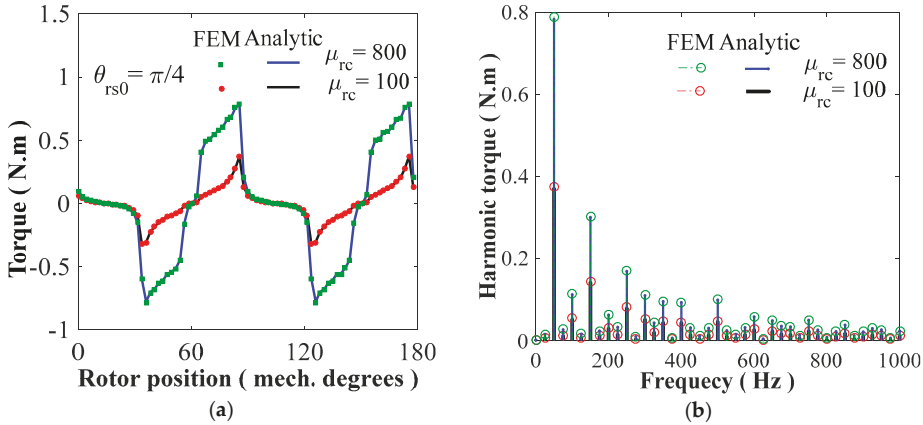 1.5
1
0.5
0
-0.5
-1
Torque ( N.m )
FEM Analytic
μrc = 800
μrc = 100
θrs0 = π/4
0 60 120 180
Rotor position ( mech. degrees )
(a)
0.8
0.6
0.4
0.2
0
Harmonic torque ( N.m )
FEM Analytic
μrc = 800
μrc = 100
0 200 400 600 800 1000
Frequecy ( Hz )
(b)